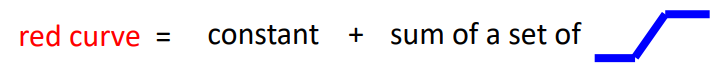 red curve = constant + sum of a set of